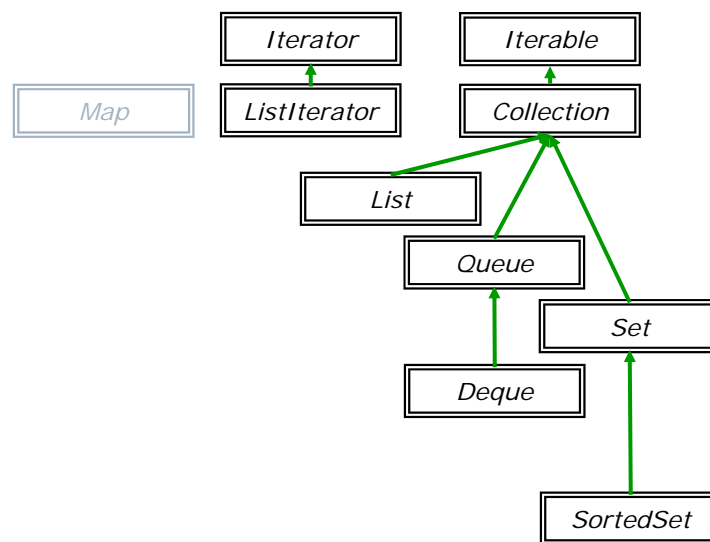 Iterator
Iterable
Map
ListIterator
Collection
List
Queue
Set
Deque
SortedSet